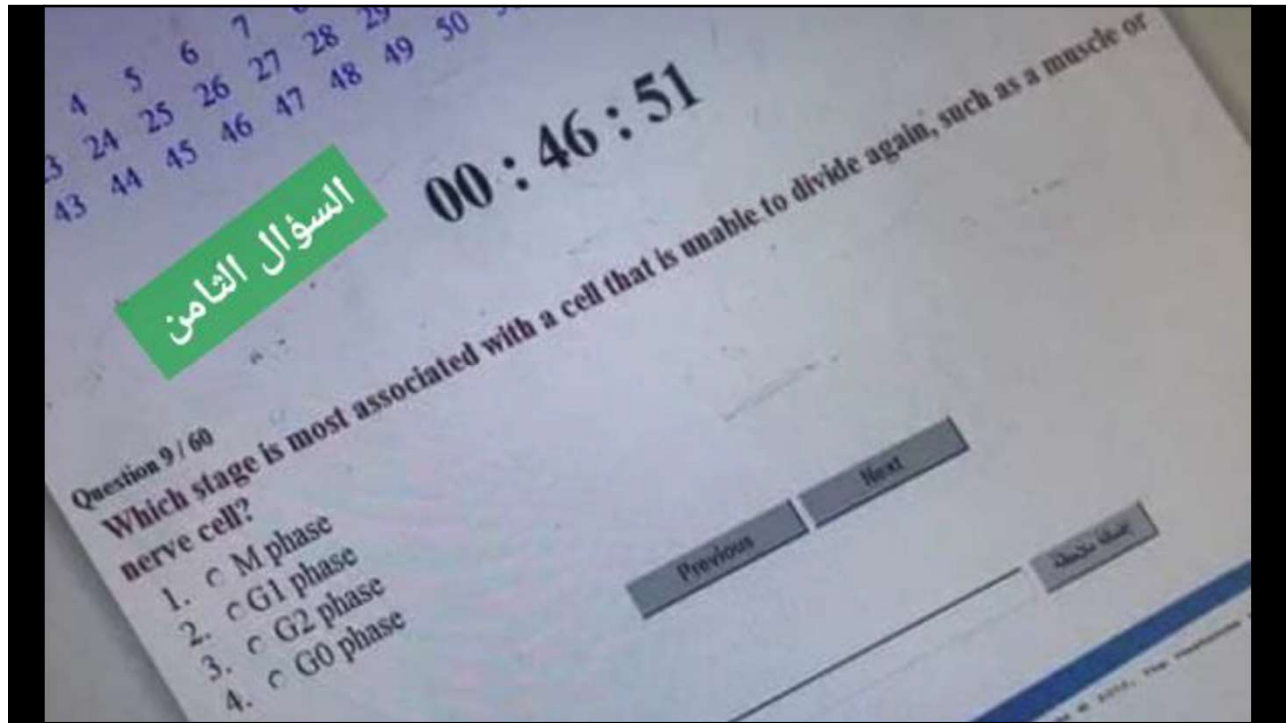 4 5 6 7
24 25 26 27 28 29
43 44 45 46 47 48 49 50
00 : 46 : 51
السؤال الثامن
Question 9 / 60
Which stage is most associated with a cell that is unable to divide again, such as a muscle or
nerve cell?
1. M phase
2. G1 phase
3. G2 phase
4. G0 phase
Previous Next